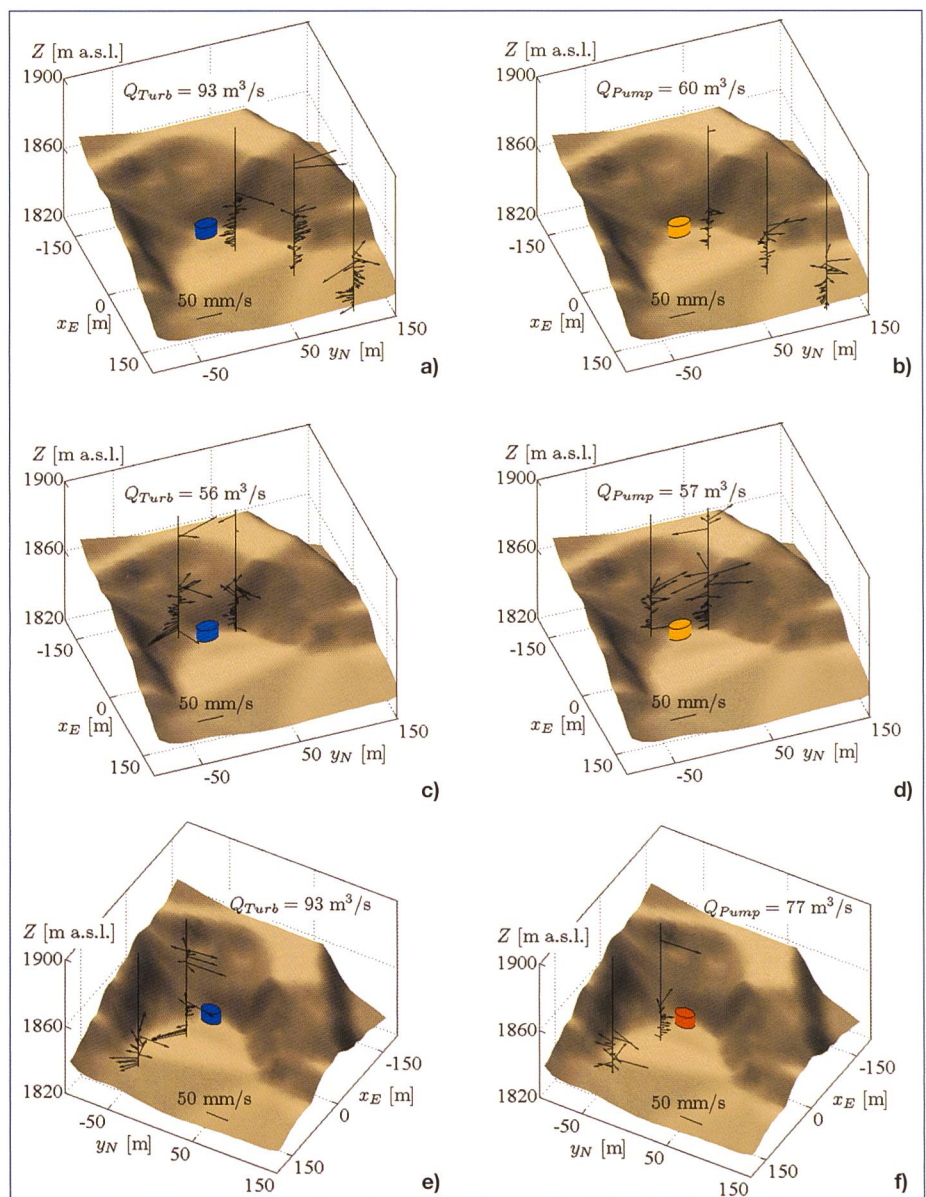 Z [m a.s.l.]
1900
Q_Turb = 93 m³/s
1860
1820
-150
0
x_E [m]
150
50 mm/s
-50
50
y_N [m]
150
a)
Z [m a.s.l.]
1900
Q_Pump = 60 m³/s
1860
1820
-150
0
x_E [m]
150
50 mm/s
-50
50
y_N [m]
150
b)
Z [m a.s.l.]
1900
Q_Turb = 56 m³/s
1860
1820
-150
0
x_E [m]
150
50 mm/s
-50
50
y_N [m]
150
c)
Z [m a.s.l.]
1900
Q_Pump = 57 m³/s
1860
1820
-150
0
x_E [m]
150
50 mm/s
-50
50
y_N [m]
150
d)
Q_Turb = 93 m³/s
Z [m a.s.l.]
1900
1860
1820
-50
y_N [m]
50
150
50 mm/s
-150
x_E [m]
0
150
e)
Q_Pump = 77 m³/s
Z [m a.s.l.]
1900
1860
1820
-50
y_N [m]
50
150
50 mm/s
-150
x_E [m]
0
150
f)